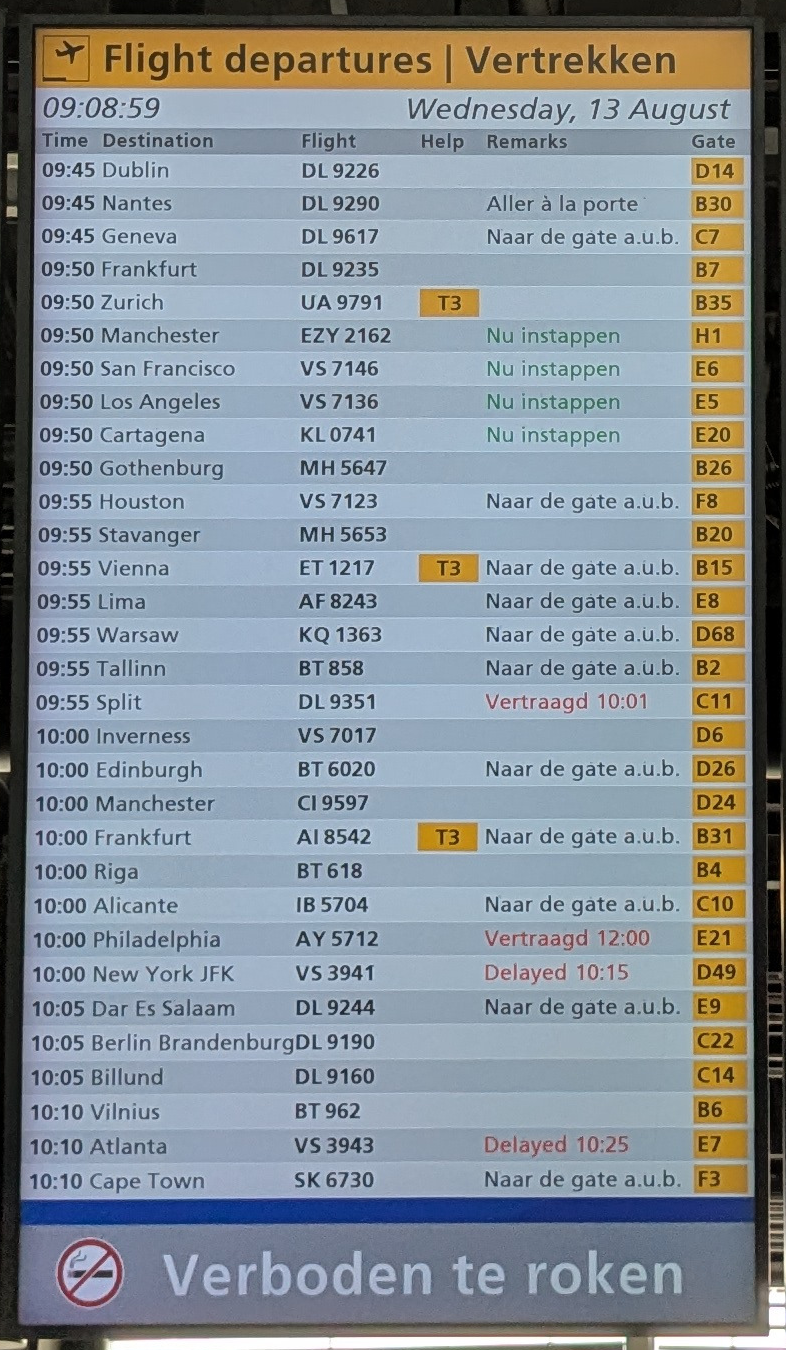 Flight departures | Vertrekken
09:08:59 Wednesday, 13 August
Time Destination Flight Help Remarks Gate
09:45 Dublin DL 9226 D14
09:45 Nantes DL 9290 Aller à la porte B30
09:45 Geneva DL 9617 Naar de gate a.u.b. C7
09:50 Frankfurt DL 9235 B7
09:50 Zurich UA 9791 T3 B35
09:50 Manchester EZY 2162 Nu instappen H1
09:50 San Francisco VS 7146 Nu instappen E6
09:50 Los Angeles VS 7136 Nu instappen E5
09:50 Cartagena KL 0741 Nu instappen E20
09:50 Gothenburg MH 5647 B26
09:55 Houston VS 7123 Naar de gate a.u.b. F8
09:55 Stavanger MH 5653 B20
09:55 Vienna ET 1217 T3 Naar de gate a.u.b. B15
09:55 Lima AF 8243 Naar de gate a.u.b. E8
09:55 Warsaw KQ 1363 Naar de gate a.u.b. D68
09:55 Tallinn BT 858 Naar de gate a.u.b. B2
09:55 Split DL 9351 Vertraagd 10:01 C11
10:00 Inverness VS 7017 D6
10:00 Edinburgh BT 6020 Naar de gate a.u.b. D26
10:00 Manchester CI 9597 D24
10:00 Frankfurt AI 8542 T3 Naar de gate a.u.b. B31
10:00 Riga BT 618 B4
10:00 Alicante IB 5704 Naar de gate a.u.b. C10
10:00 Philadelphia AY 5712 Vertraagd 12:00 E21
10:00 New York JFK VS 3941 Delayed 10:15 D49
10:05 Dar Es Salaam DL 9244 Naar de gate a.u.b. E9
10:05 Berlin Brandenburg DL 9190 C22
10:05 Billund DL 9160 C14
10:10 Vilnius BT 962 B6
10:10 Atlanta VS 3943 Delayed 10:25 E7
10:10 Cape Town SK 6730 Naar de gate a.u.b. F3
Verboden te roken